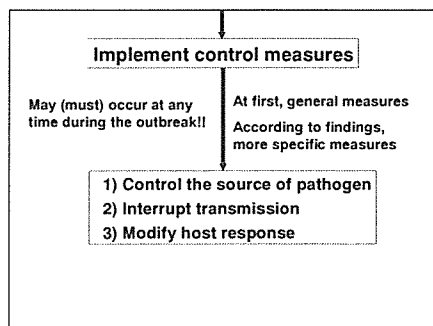 Implement control measures
May (must) occur at any
time during the outbreak!!
At first, general measures
According to findings,
more specific measures
1) Control the source of pathogen
2) Interrupt transmission
3) Modify host response